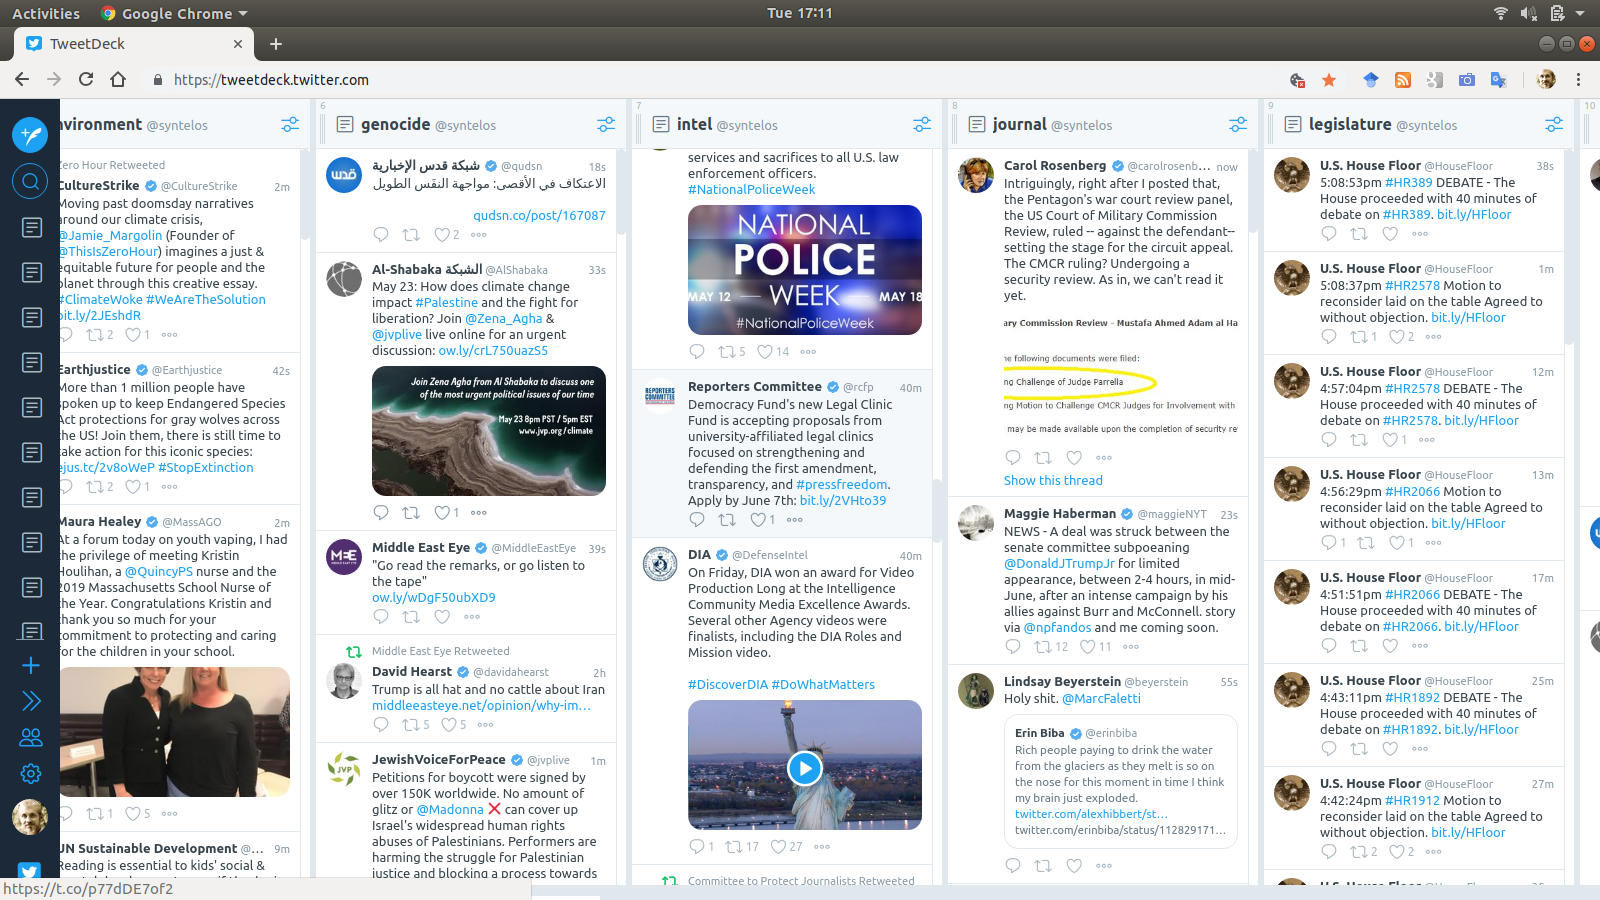 Activities
Google Chrome
Tue 17:11
TweetDeck
https://tweetdeck.twitter.com
nvironment @syntelos
Zero Hour Retweeted
CultureStrike @CultureStrike 2m
Moving past doomsday narratives
around our climate crisis,
@Jamie_Margolin (Founder of
@ThisIsZeroHour) imagines a just &
equitable future for people and the
planet through this creative essay.
#ClimateWoke #WeAreTheSolution
bit.ly/2JEshdR
2 1
Earthjustice @Earthjustice 42s
More than 1 million people have
spoken up to keep Endangered Species
Act protections for gray wolves across
the US! Join them, there is still time to
take action for this iconic species:
ejus.tc/2v8oWeP #StopExtinction
2 1
Maura Healey @MassAGO 2m
At a forum today on youth vaping, I had
the privilege of meeting Kristin
Houlihan, a @QuincyPS nurse and the
2019 Massachusetts School Nurse of
the Year. Congratulations Kristin and
thank you so much for your
commitment to protecting and caring
for the children in your school.
1 5
UN Sustainable Development @... 9m
Reading is essential to kids' social &
https://t.co/p77dDE7of2
6
genocide @syntelos
شبكة قدس الإخبارية @qudsn 18s
الاعتكاف في الأقصى: مواجهة النقس الطويل
qudsn.co/post/167087
2
Al-Shabaka الشبكة @AlShabaka 33s
May 23: How does climate change
impact #Palestine and the fight for
liberation? Join @Zena_Agha &
@jvplive live online for an urgent
discussion: ow.ly/crL750uazS5
Join Zena Agha from Al Shabaka to discuss one
of the most urgent political issues of our time
May 23 8pm PST / 5pm EST
www.jvp.org/climate
1
MEE
Middle East Eye @MiddleEastEye 39s
"Go read the remarks, or go listen to
the tape"
ow.ly/wDgF50ubXD9
Middle East Eye Retweeted
David Hearst @davidahearst 2h
Trump is all hat and no cattle about Iran
middleeasteye.net/opinion/why-im...
5 5
JVP
JewishVoiceForPeace @jvplive 1m
Petitions for boycott were signed by
over 150K worldwide. No amount of
glitz or @Madonna ❌ can cover up
Israel's widespread human rights
abuses of Palestinians. Performers are
harming the struggle for Palestinian
justice and blocking a process towards
7
intel @syntelos
services and sacrifices to all U.S. law
enforcement officers.
#NationalPoliceWeek
NATIONAL
POLICE
MAY 12 — WEEK — MAY 18
#NationalPoliceWeek
5 14
REPORTERS
COMMITTEE
Reporters Committee @rcfp 40m
Democracy Fund's new Legal Clinic
Fund is accepting proposals from
university-affiliated legal clinics
focused on strengthening and
defending the first amendment,
transparency, and #pressfreedom.
Apply by June 7th: bit.ly/2VHto39
1
DIA @DefenseIntel 40m
On Friday, DIA won an award for Video
Production Long at the Intelligence
Community Media Excellence Awards.
Several other Agency videos were
finalists, including the DIA Roles and
Mission video.
#DiscoverDIA #DoWhatMatters
1 17 27
Committee to Protect Journalists Retweeted
8
journal @syntelos
Carol Rosenberg @carolrosenb... now
Intriguingly, right after I posted that,
the Pentagon's war court review panel,
the US Court of Military Commission
Review, ruled -- against the defendant--
setting the stage for the circuit appeal.
The CMCR ruling? Undergoing a
security review. As in, we can't read it
yet.
ary Commission Review - Mustafa Ahmed Adam al Ha
he following documents were filed:
ng Challenge of Judge Parrella
ng Motion to Challenge CMCR Judges for Involvement with
may be made available upon the completion of security re
Show this thread
Maggie Haberman @maggieNYT 23s
NEWS - A deal was struck between the
senate committee subpoenaing
@DonaldJTrumpJr for limited
appearance, between 2-4 hours, in mid-
June, after an intense campaign by his
allies against Burr and McConnell. story
via @npfandos and me coming soon.
12 11
Lindsay Beyerstein @beyerstein 55s
Holy shit. @MarcFaletti
Erin Biba @erinbiba
Rich people paying to drink the water
from the glaciers as they melt is so on
the nose for this moment in time I think
my brain just exploded.
twitter.com/alexhibbert/st...
twitter.com/erinbiba/status/112829171...
9
legislature @syntelos
U.S. House Floor @HouseFloor 38s
5:08:53pm #HR389 DEBATE - The
House proceeded with 40 minutes of
debate on #HR389. bit.ly/HFloor
U.S. House Floor @HouseFloor 1m
5:08:37pm #HR2578 Motion to
reconsider laid on the table Agreed to
without objection. bit.ly/HFloor
1 2
U.S. House Floor @HouseFloor 12m
4:57:04pm #HR2578 DEBATE - The
House proceeded with 40 minutes of
debate on #HR2578. bit.ly/HFloor
1
U.S. House Floor @HouseFloor 13m
4:56:29pm #HR2066 Motion to
reconsider laid on the table Agreed to
without objection. bit.ly/HFloor
1 1
U.S. House Floor @HouseFloor 17m
4:51:51pm #HR2066 DEBATE - The
House proceeded with 40 minutes of
debate on #HR2066. bit.ly/HFloor
U.S. House Floor @HouseFloor 25m
4:43:11pm #HR1892 DEBATE - The
House proceeded with 40 minutes of
debate on #HR1892. bit.ly/HFloor
U.S. House Floor @HouseFloor 27m
4:42:24pm #HR1912 Motion to
reconsider laid on the table Agreed to
without objection. bit.ly/HFloor
2 2
10